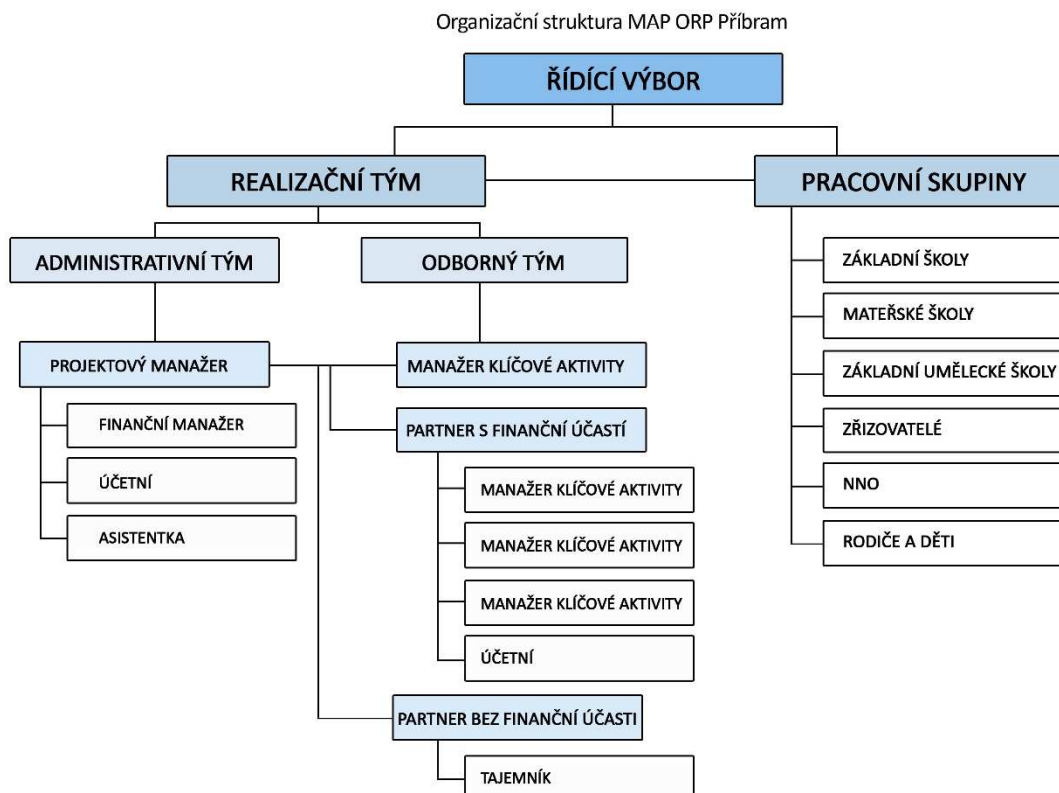 Organizační struktura MAP ORP Příbram
ŘÍDÍCÍ VÝBOR
REALIZAČNÍ TÝM
PRACOVNÍ SKUPINY
ADMINISTRATIVNÍ TÝM
ODBORNÝ TÝM
ZÁKLADNÍ ŠKOLY
MATEŘSKÉ ŠKOLY
ZÁKLADNÍ UMĚLECKÉ ŠKOLY
ZŘIZOVATELÉ
NNO
RODIČE A DĚTI
PROJEKTOVÝ MANAŽER
FINANČNÍ MANAŽER
ÚČETNÍ
ASISTENTKA
MANAŽER KLÍČOVÉ AKTIVITY
PARTNER S FINANČNÍ ÚČASTÍ
MANAŽER KLÍČOVÉ AKTIVITY
MANAŽER KLÍČOVÉ AKTIVITY
MANAŽER KLÍČOVÉ AKTIVITY
ÚČETNÍ
PARTNER BEZ FINANČNÍ ÚČASTI
TAJEMNÍK